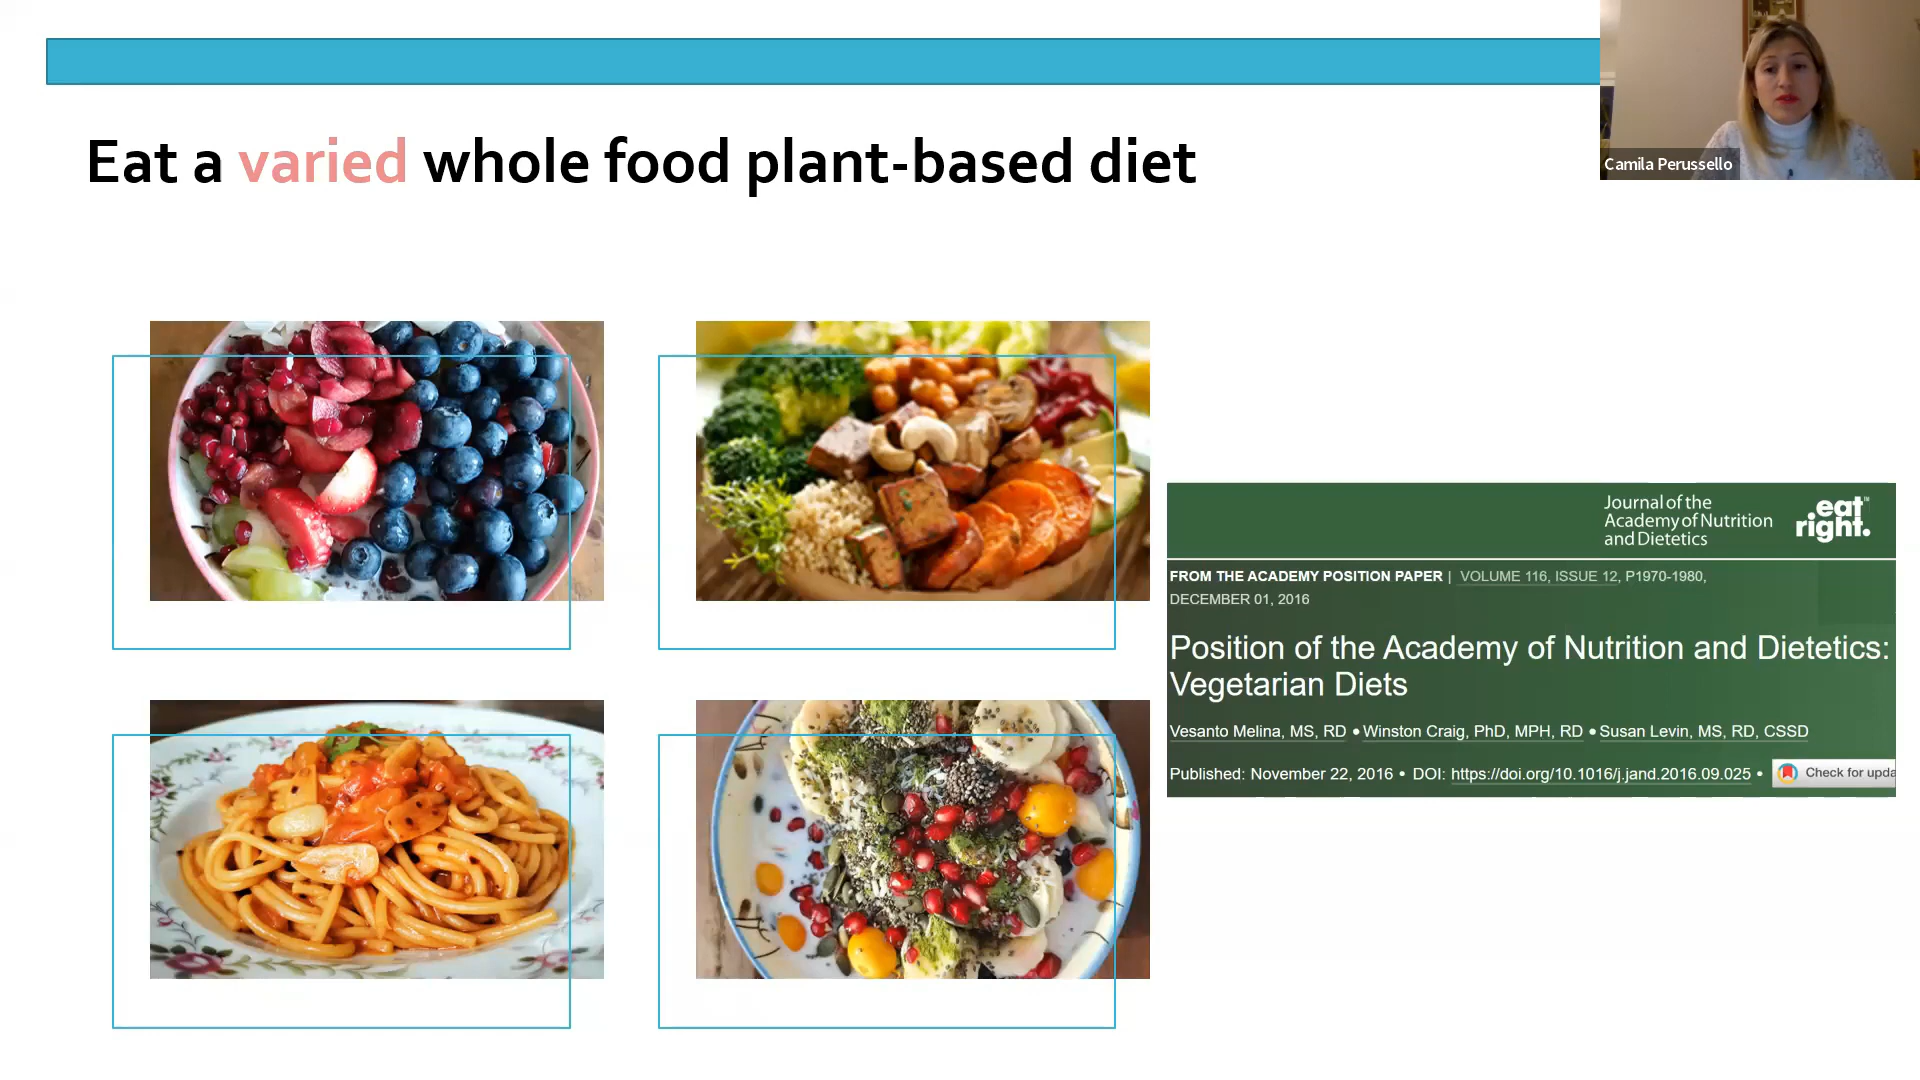 Eat a varied whole food plant-based diet
Camila Perussello
Journal of the
Academy of Nutrition
and Dietetics
eat
right.
™
FROM THE ACADEMY POSITION PAPER | VOLUME 116, ISSUE 12, P1970-1980,
DECEMBER 01, 2016
Position of the Academy of Nutrition and Dietetics:
Vegetarian Diets
Vesanto Melina, MS, RD • Winston Craig, PhD, MPH, RD • Susan Levin, MS, RD, CSSD
Published: November 22, 2016 • DOI: https://doi.org/10.1016/j.jand.2016.09.025 •
Check for upda